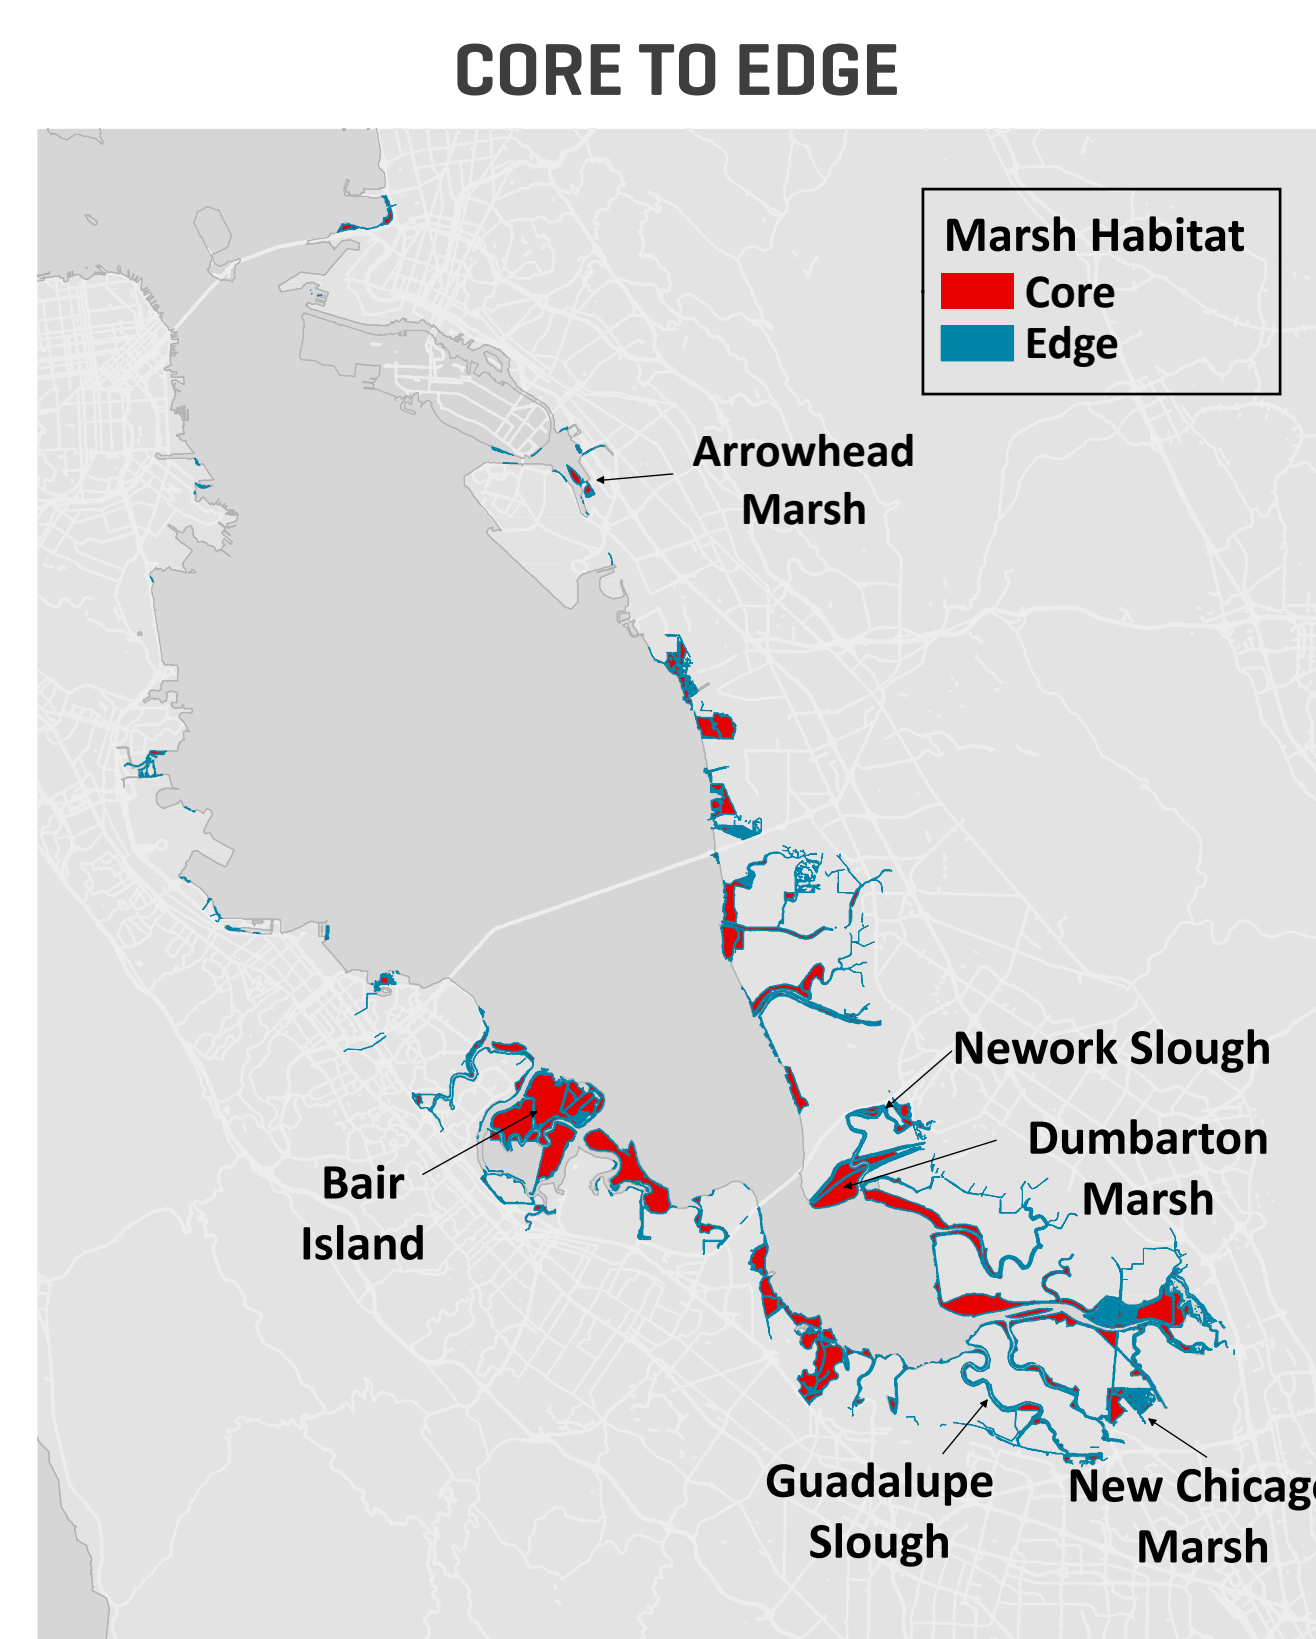 CORE TO EDGE
Marsh Habitat
Core
Edge
Arrowhead
Marsh
Nework Slough
Dumbarton
Marsh
Bair
Island
Guadalupe
Slough
New Chicag
Marsh